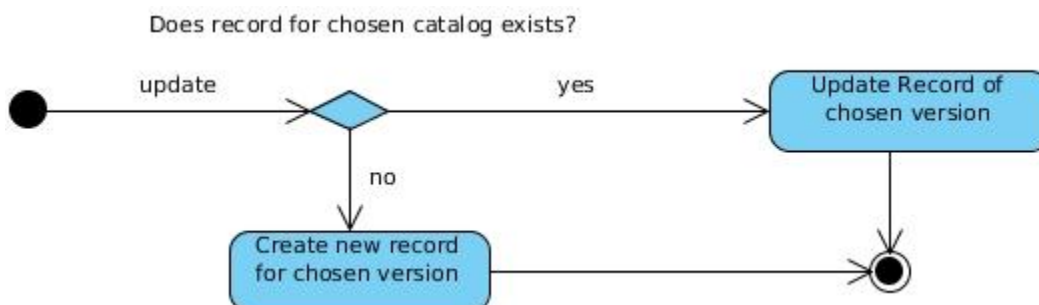 Does record for chosen catalog exists?
update
yes
Update Record of
chosen version
no
Create new record
for chosen version